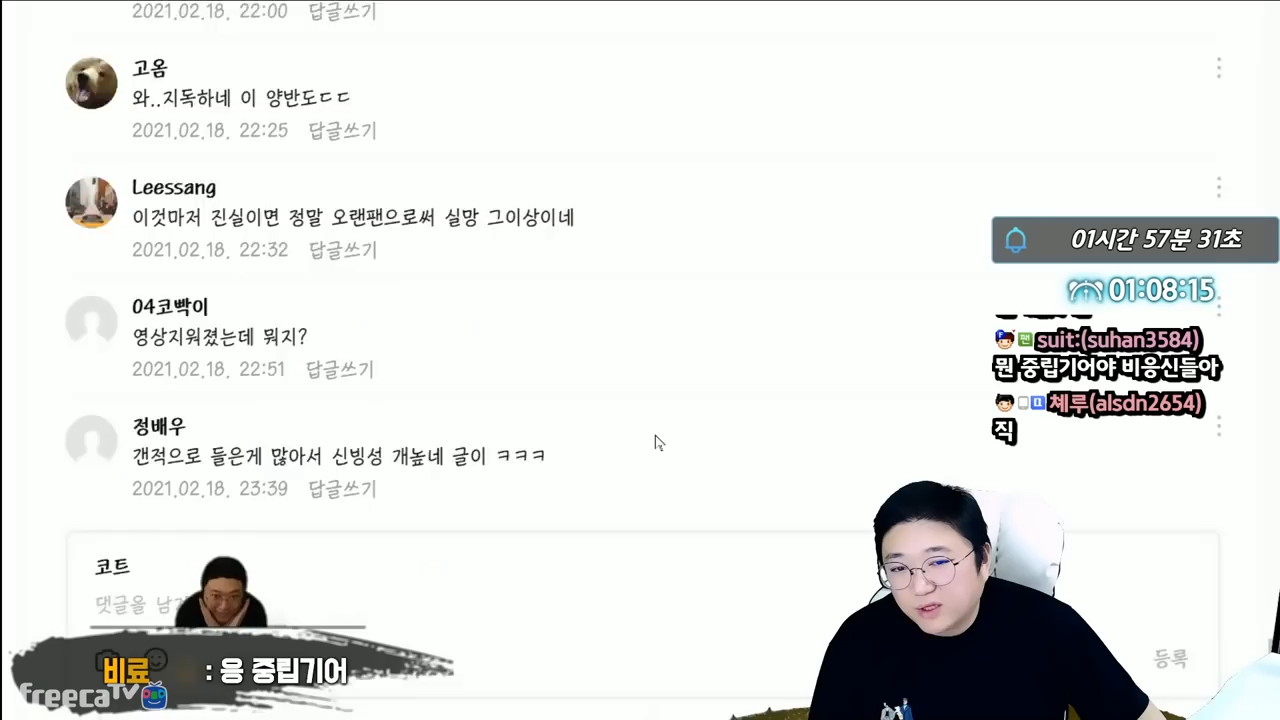 2021.02.18. 22:00 답글쓰기
고옴
와..지독하네 이 양반도ㄷㄷ
2021.02.18. 22:25 답글쓰기
Leessang
이것마저 진실이면 정말 오랜팬으로써 실망 그이상이네
2021.02.18. 22:32 답글쓰기
04코빡이
영상지워졌는데 뭐지?
2021.02.18. 22:51 답글쓰기
정배우
갠적으로 들은게 많아서 신빙성 개높네 글이 ㅋㅋㅋ
2021.02.18. 23:39 답글쓰기
코트
댓글을
등록
01시간 57분 31초
01:08:15
팬 suit:(suhan3584)
뭔 중립기어야 비응신들아
쳬루(alsdn2654)
직
비료 : 응 중립기어
freecaTV